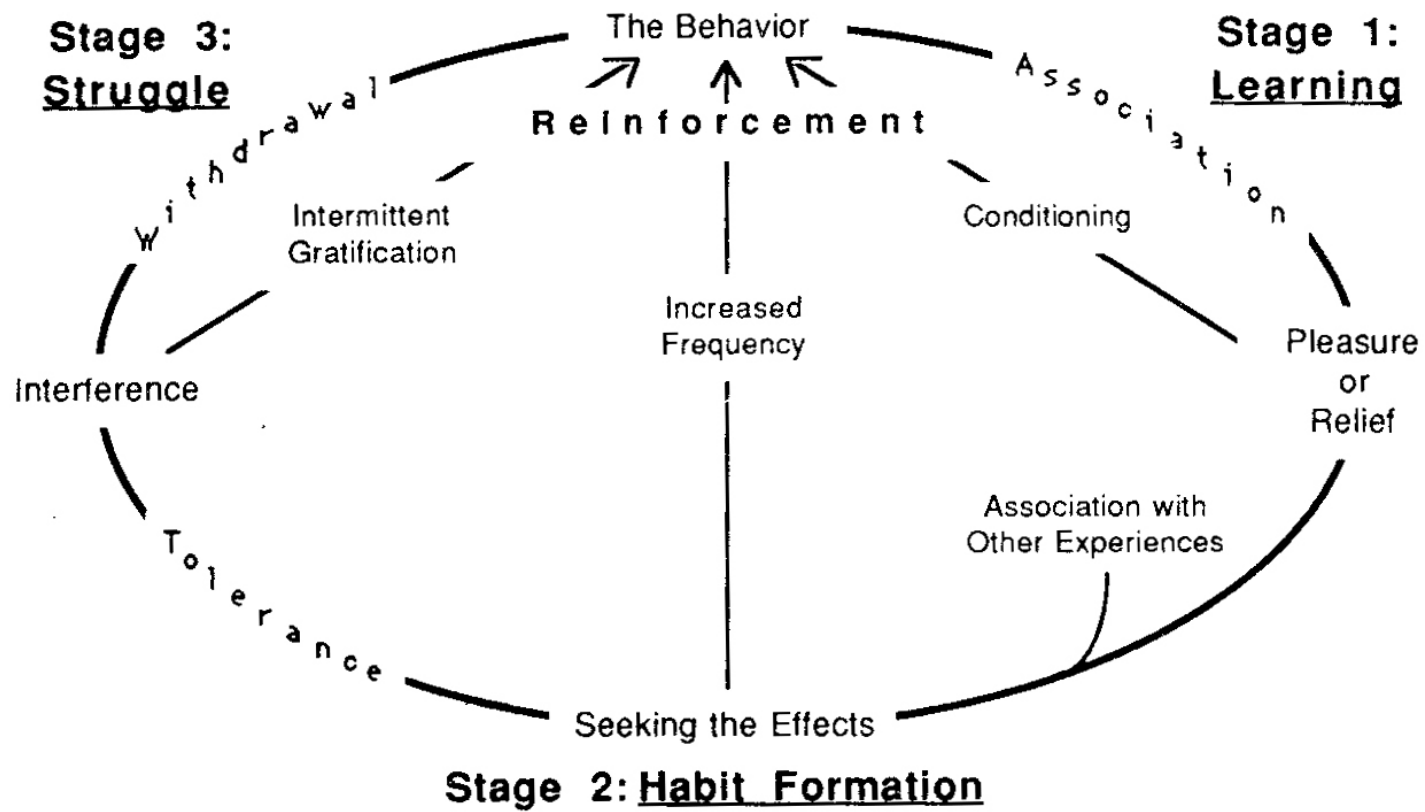 Stage 3:
Struggle
The Behavior
Stage 1:
Learning
Withdrawal
Association
Reinforcement
Intermittent
Gratification
Conditioning
Increased
Frequency
Interference
Pleasure
or
Relief
Association with
Other Experiences
Tolerance
Seeking the Effects
Stage 2: Habit Formation